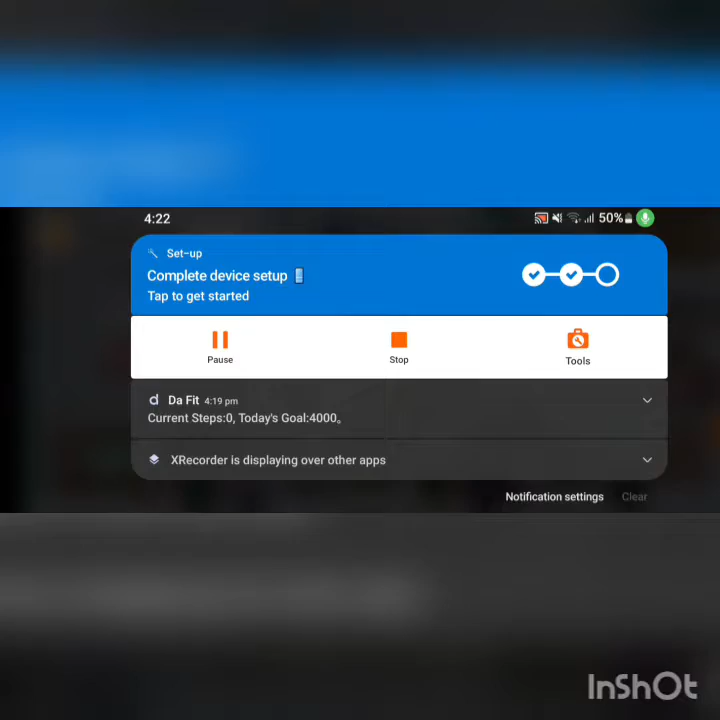 4:22 50%
Set-up
Complete device setup
Tap to get started
Pause Stop Tools
Da Fit 4:19 pm
Current Steps:0, Today's Goal:4000。
XRecorder is displaying over other apps
Notification settings Clear
InShOt